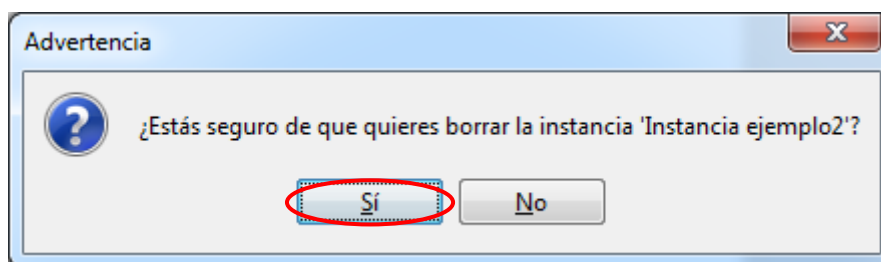 Advertencia
¿Estás seguro de que quieres borrar la instancia 'Instancia ejemplo2'?
Sí No